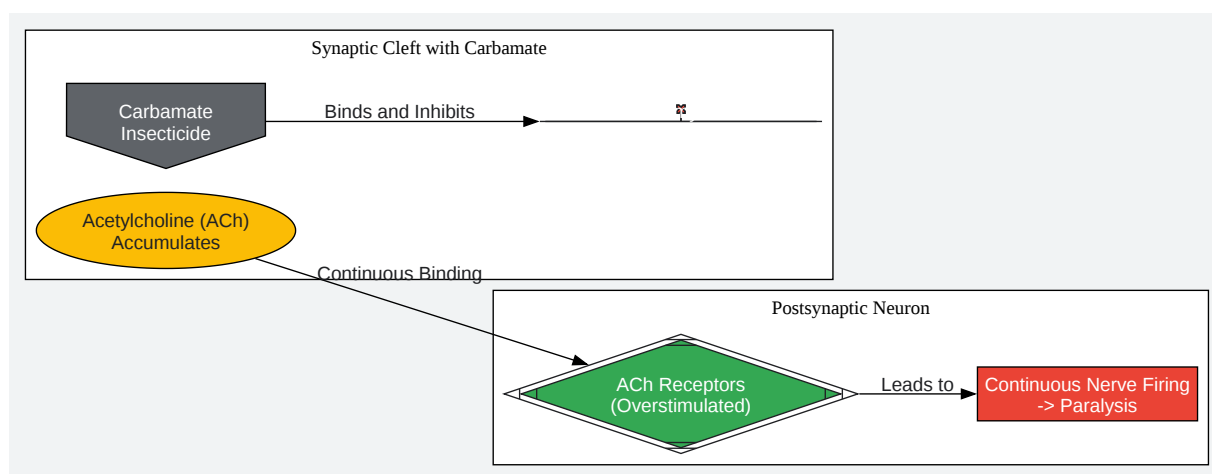 Synaptic Cleft with Carbamate
Carbamate
Insecticide
Binds and Inhibits
Acetylcholine (ACh)
Accumulates
Continuous Binding
Postsynaptic Neuron
ACh Receptors
(Overstimulated)
Leads to
Continuous Nerve Firing
-> Paralysis